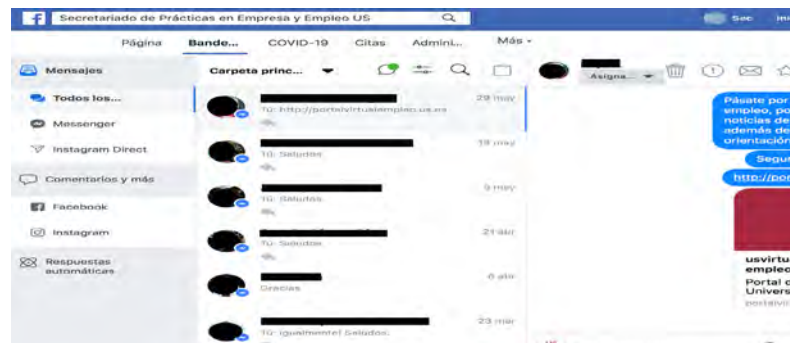 Secretariado de Prácticas en Empresa y Empleo US
Página Bande... COVID-19 Citas Admini... Más
Mensajes
Todos los...
Messenger
Instagram Direct
Comentarios y más
Facebook
Instagram
Respuestas
automáticas
Carpeta princ...
29 may
Tú: http://portalvirtualempleo.us.es
19 may
Tú: Saludos
9 may
Tú: Saludos
21 abr
Tú: Saludos
6 abr
Gracias
23 mar
Tú: igualmente! Saludos.
Asigna...
Pásate por
empleo, po
noticias de
además de
orientación
Segu
http://por
usvirtu
empleo
Portal d
Univers
portalvir